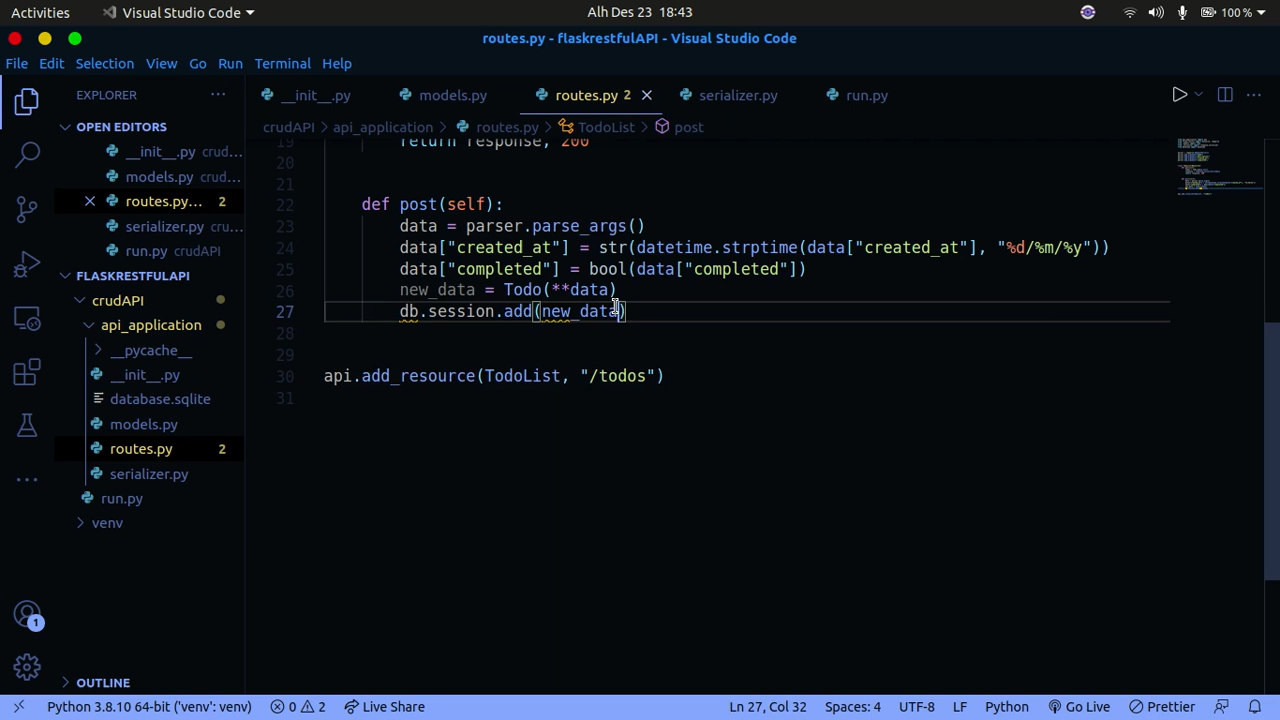 Activities Visual Studio Code Alh Des 23 18:43 100 %
routes.py - flaskrestfulAPI - Visual Studio Code
File Edit Selection View Go Run Terminal Help
EXPLORER ··· __init__.py models.py routes.py 2 serializer.py run.py
crudAPI api_application routes.py TodoList post
OPEN EDITORS
__init__.py crud...
models.py crud...
routes.py... 2
serializer.py cru...
run.py crudAPI
FLASKRESTFULAPI
crudAPI
api_application
__pycache__
__init__.py
database.sqlite
models.py
routes.py 2
serializer.py
run.py
venv
OUTLINE
1
19 return response, 200
20
21
22 def post(self):
23 data = parser.parse_args()
24 data["created_at"] = str(datetime.strptime(data["created_at"], "%d/%m/%y"))
25 data["completed"] = bool(data["completed"])
26 new_data = Todo(**data)
27 db.session.add(new_data)
28
29
30 api.add_resource(TodoList, "/todos")
31
Python 3.8.10 64-bit ('venv': venv) 0 2 Live Share Ln 27, Col 32 Spaces: 4 UTF-8 LF Python Go Live Prettier